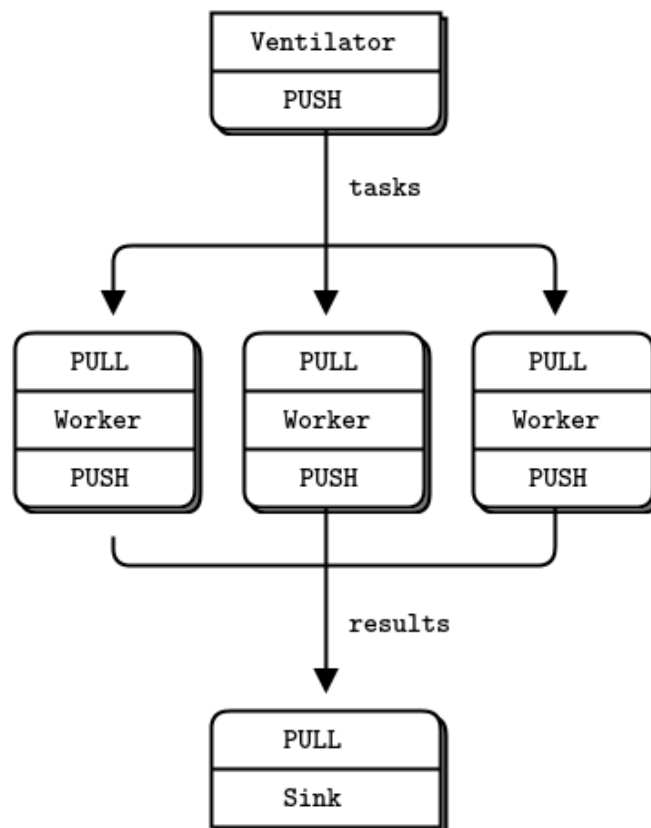 Ventilator
PUSH
tasks
PULL PULL PULL
Worker Worker Worker
PUSH PUSH PUSH
results
PULL
Sink